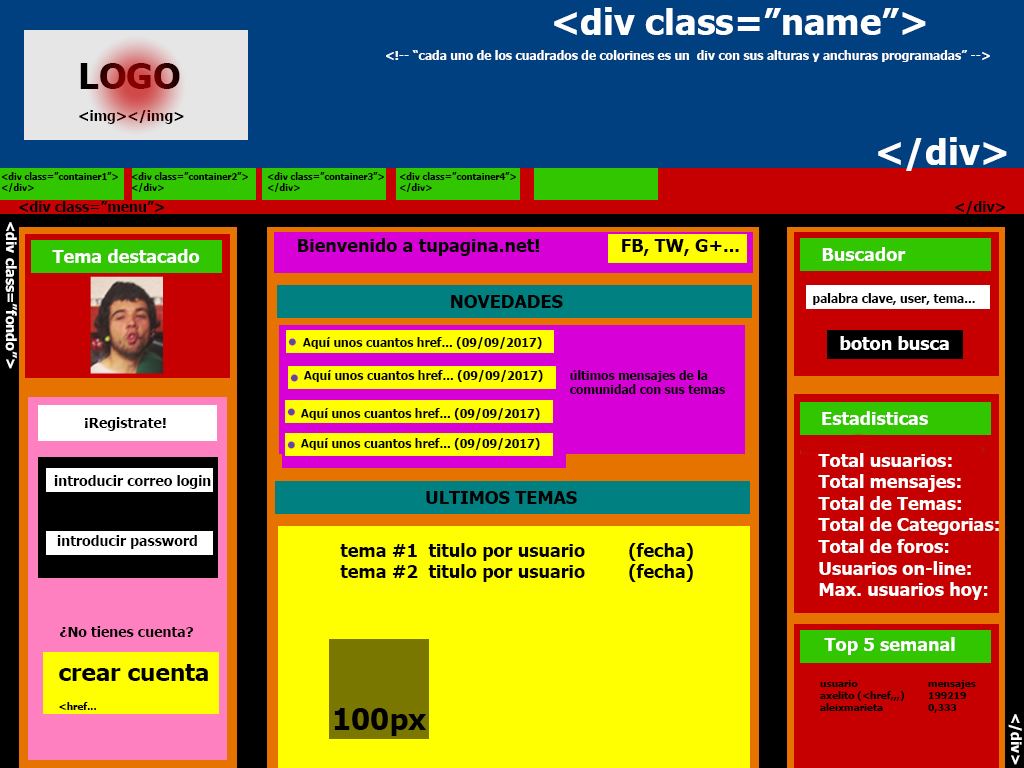 <div class=”name”>
<!-- “cada uno de los cuadrados de colorines es un  div con sus alturas y anchuras programadas” -->
LOGO
<img></img>
</div>
<div class=”container1”>
</div>
<div class=”container2”>
</div>
<div class=”container3”>
</div>
<div class=”container4”>
</div>
<div class=”menu”>
</div>
<div class=”fondo”>
Tema destacado
¡Registrate!
introducir correo login
introducir password
¿No tienes cuenta?
crear cuenta
<href...
Bienvenido a tupagina.net!
FB, TW, G+...
NOVEDADES
Aquí unos cuantos href... (09/09/2017)
Aquí unos cuantos href... (09/09/2017)
Aquí unos cuantos href... (09/09/2017)
Aquí unos cuantos href... (09/09/2017)
últimos mensajes de la
comunidad con sus temas
ULTIMOS TEMAS
tema #1  titulo por usuario (fecha)
tema #2  titulo por usuario (fecha)
100px
Buscador
palabra clave, user, tema...
boton busca
Estadisticas
Total usuarios:
Total mensajes:
Total de Temas:
Total de Categorias:
Total de foros:
Usuarios on-line:
Max. usuarios hoy:
Top 5 semanal
usuario mensajes
axelito (<href,,,) 199219
aleixmarieta 0,333
</div>